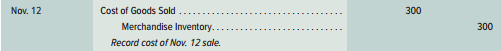 Nov. 12 Cost of Goods Sold . . . . . . . . . . . . . . . . . . . . . . . . . . . . . . . . . . 300
Merchandise Inventory. . . . . . . . . . . . . . . . . . . . . . . . . . . . 300
Record cost of Nov. 12 sale.